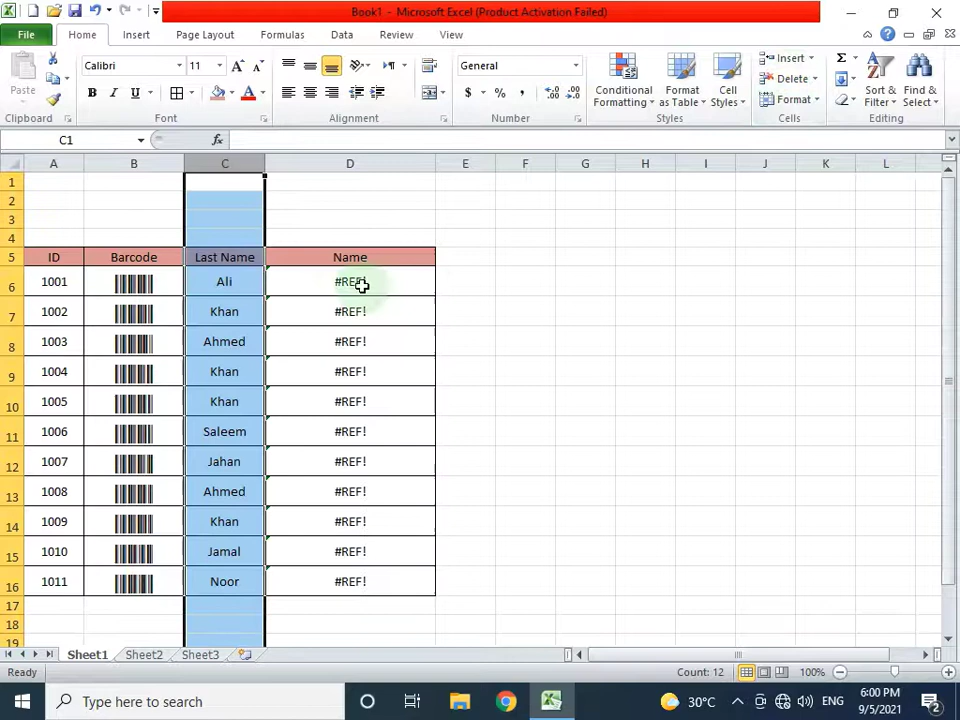 Book1 - Microsoft Excel (Product Activation Failed)
File Home Insert Page Layout Formulas Data Review View
Calibri 11 General Insert
Paste B I U $ % , Conditional Formatting Format as Table Cell Styles Delete Format Σ Sort & Filter Find & Select
Clipboard Font Alignment Number Styles Cells Editing
C1 fx
A B C D E F G H I J K L
1
2
3
4
5 ID Barcode Last Name Name
6 1001 Ali #REF!
7 1002 Khan #REF!
8 1003 Ahmed #REF!
9 1004 Khan #REF!
10 1005 Khan #REF!
11 1006 Saleem #REF!
12 1007 Jahan #REF!
13 1008 Ahmed #REF!
14 1009 Khan #REF!
15 1010 Jamal #REF!
16 1011 Noor #REF!
17
18
19
Sheet1 Sheet2 Sheet3
Ready Count: 12 100%
Type here to search 30°C ENG 6:00 PM 9/5/2021 2